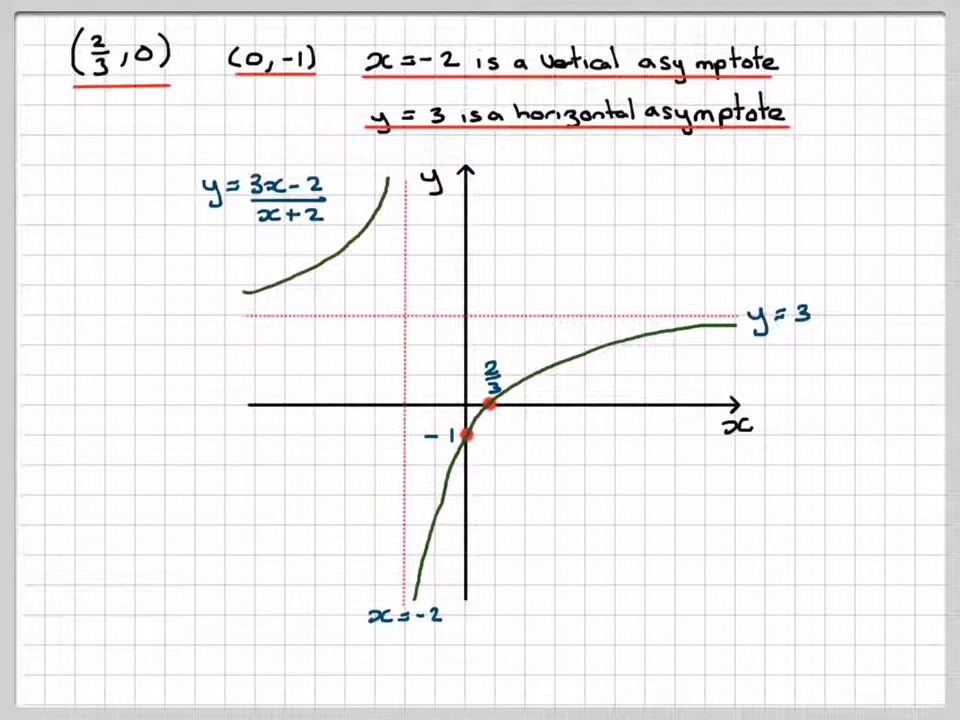 (2/3, 0) (0, -1) x = -2 is a vertical asymptote
y = 3 is a horizontal asymptote
y = 3x - 2 / x + 2
y
y = 3
2/3
x
-1
x = -2